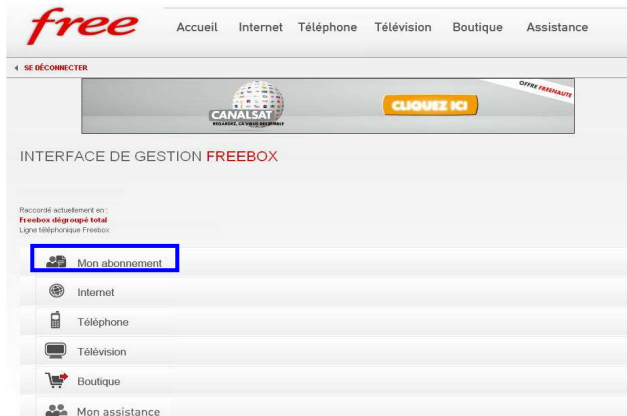 free
Accueil Internet Téléphone Télévision Boutique Assistance
SE DÉCONNECTER
CANALSAT
CLIQUEZ ICI
OFFRE FREENAUTE
INTERFACE DE GESTION FREEBOX
Raccordé actuellement en :
Freebox dégroupé total
Ligne téléphonique Freebox
Mon abonnement
Internet
Téléphone
Télévision
Boutique
Mon assistance